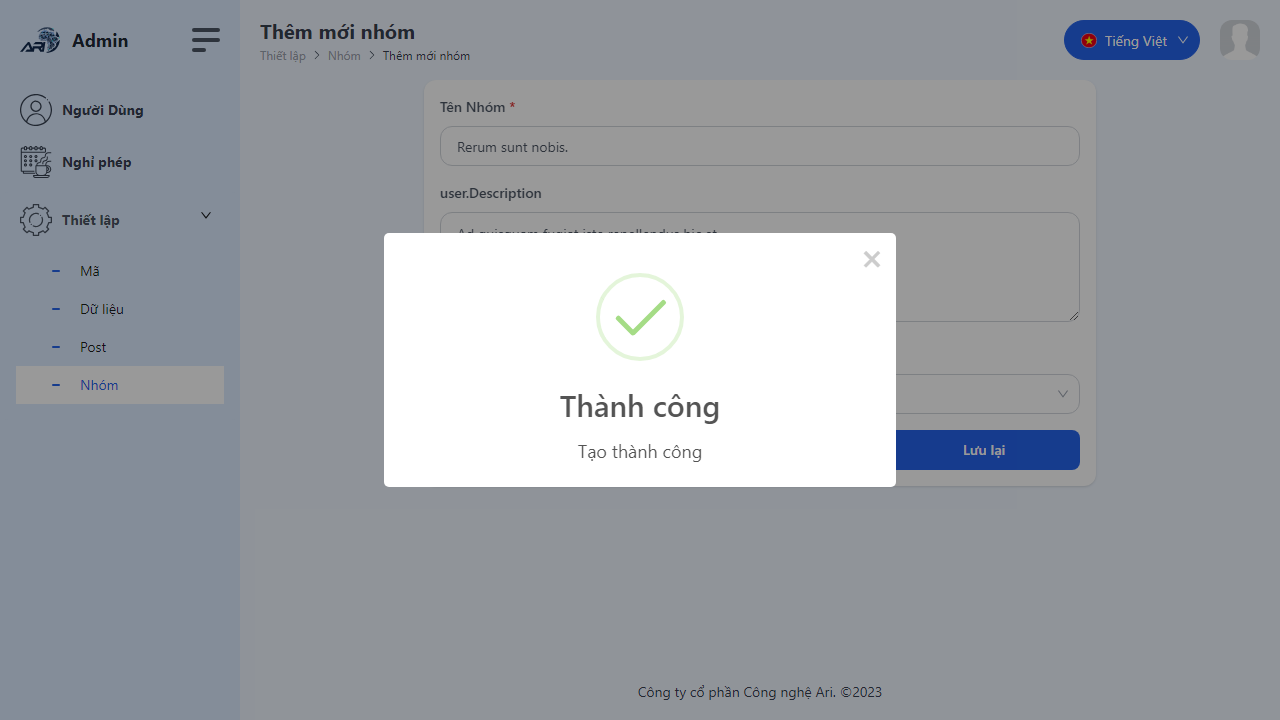 ARI
Admin
Thêm mới nhóm
Thiết lập
Nhóm
Thêm mới nhóm
Tiếng Việt
Người Dùng
Nghỉ phép
Thiết lập
Mã
Dữ liệu
Post
Nhóm
Tên Nhóm *
Rerum sunt nobis.
user.Description
Thành công
Tạo thành công
Lưu lại
Công ty cổ phần Công nghệ Ari. ©2023